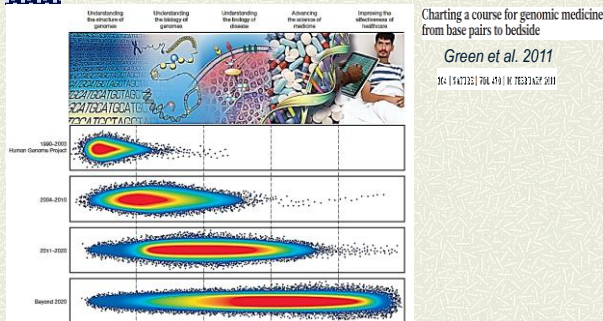 Understanding the structure of genomes
Understanding the biology of genomes
Understanding the biology of disease
Advancing the science of medicine
Improving the effectiveness of healthcare
Charting a course for genomic medicine
from base pairs to bedside
Green et al. 2011
1990–2003
Human Genome Project
2004–2010
2011–2020
Beyond 2020